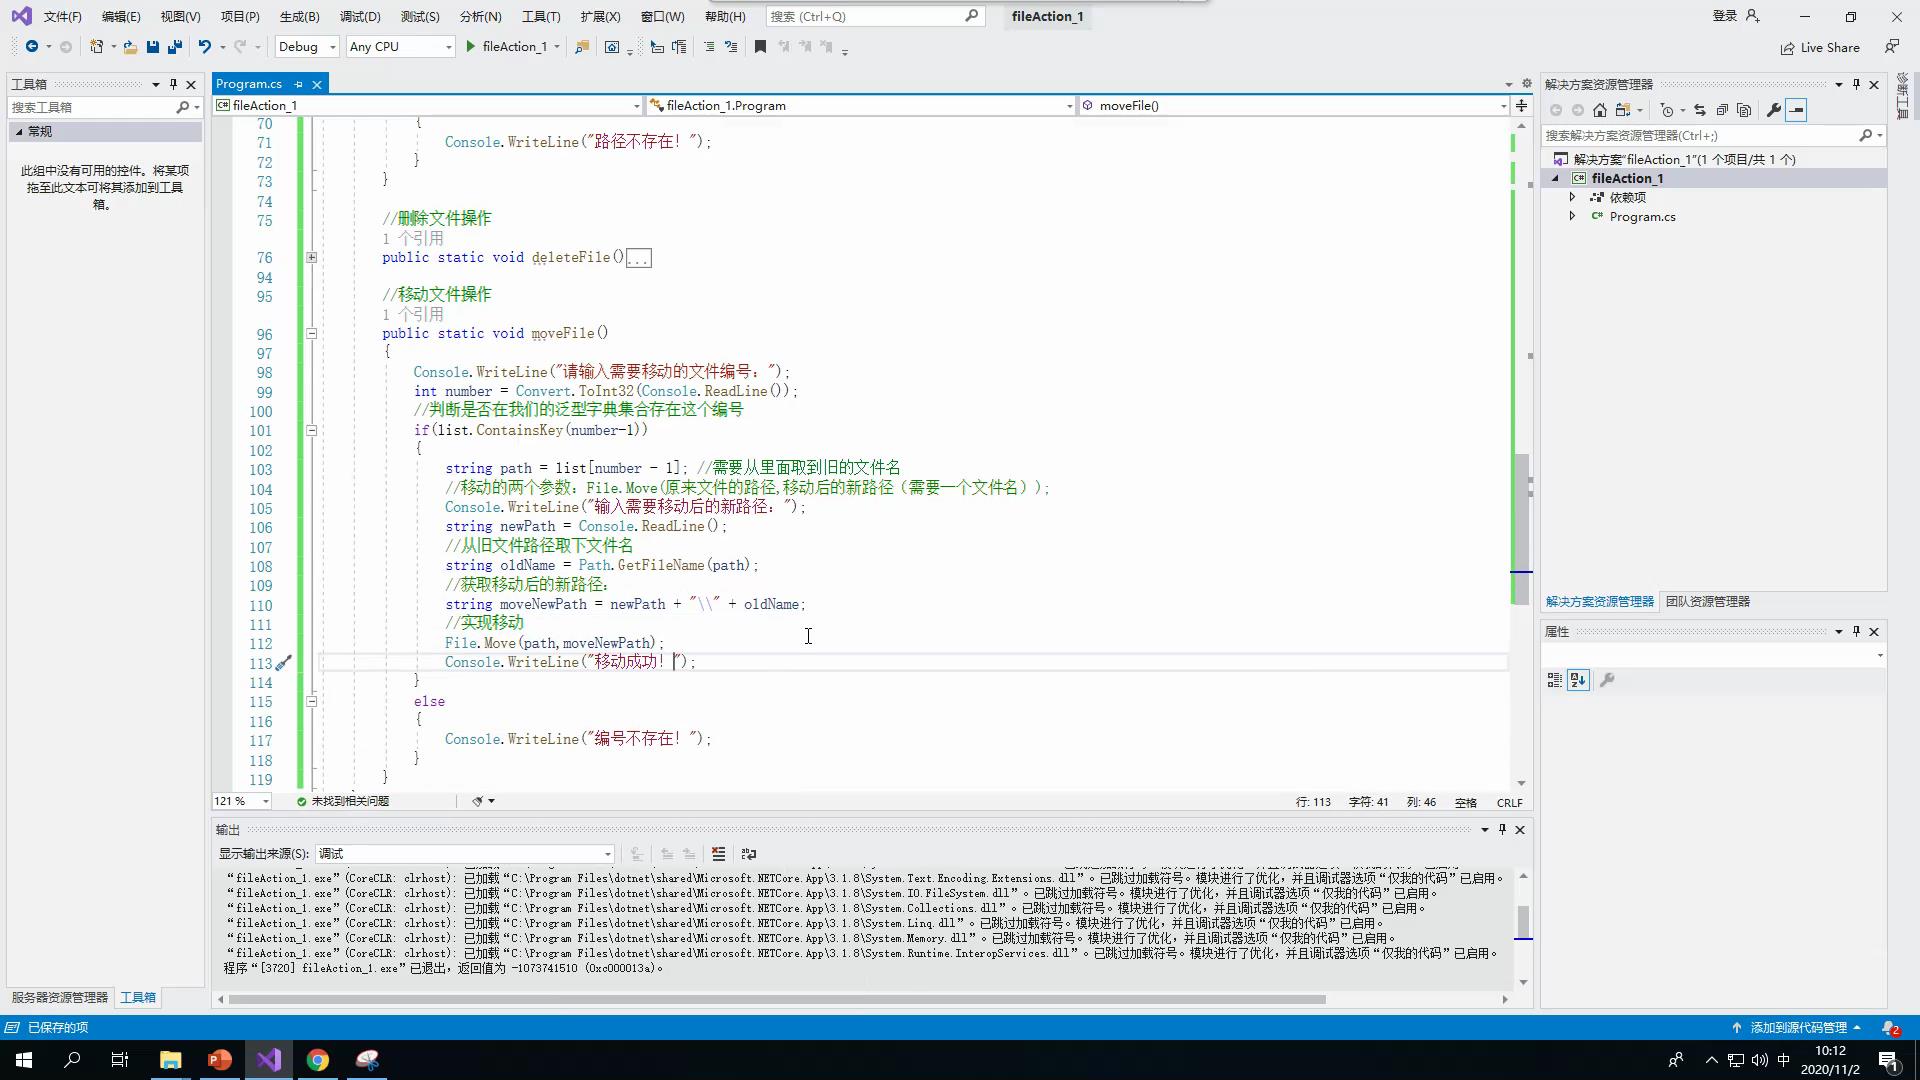 文件(F) 编辑(E) 视图(V) 项目(P) 生成(B) 调试(D) 测试(S) 分析(N) 工具(T) 扩展(X) 窗口(W) 帮助(H) 搜索 (Ctrl+Q) fileAction_1 登录
Debug Any CPU fileAction_1 Live Share
工具箱
搜索工具箱
常规
此组中没有可用的控件。将某项
拖至此文本可将其添加到工具
箱。
Program.cs
fileAction_1 fileAction_1.Program moveFile()
70 {
71 Console.WriteLine("路径不存在！");
72 }
73 }
74
75 //删除文件操作
1 个引用
76 public static void deleteFile()...
94
95 //移动文件操作
1 个引用
96 public static void moveFile()
97 {
98 Console.WriteLine("请输入需要移动的文件编号：");
99 int number = Convert.ToInt32(Console.ReadLine());
100 //判断是否在我们的泛型字典集合存在这个编号
101 if(list.ContainsKey(number-1))
102 {
103 string path = list[number - 1]; //需要从里面取到旧的文件名
104 //移动的两个参数：File.Move(原来文件的路径,移动后的新路径（需要一个文件名）);
105 Console.WriteLine("输入需要移动后的新路径：");
106 string newPath = Console.ReadLine();
107 //从旧文件路径取下文件名
108 string oldName = Path.GetFileName(path);
109 //获取移动后的新路径：
110 string moveNewPath = newPath + "\\" + oldName;
111 //实现移动
112 File.Move(path,moveNewPath);
113 Console.WriteLine("移动成功！");
114 }
115 else
116 {
117 Console.WriteLine("编号不存在！");
118 }
119 }
121 % 未找到相关问题 行: 113 字符: 41 列: 46 空格 CRLF
输出
显示输出来源(S): 调试
“fileAction_1.exe”(CoreCLR: clrhost): 已加载“C:\Program Files\dotnet\shared\Microsoft.NETCore.App\3.1.8\System.Text.Encoding.Extensions.dll”。已跳过加载符号。模块进行了优化，并且调试器选项“仅我的代码”已启用。
“fileAction_1.exe”(CoreCLR: clrhost): 已加载“C:\Program Files\dotnet\shared\Microsoft.NETCore.App\3.1.8\System.IO.FileSystem.dll”。已跳过加载符号。模块进行了优化，并且调试器选项“仅我的代码”已启用。
“fileAction_1.exe”(CoreCLR: clrhost): 已加载“C:\Program Files\dotnet\shared\Microsoft.NETCore.App\3.1.8\System.Collections.dll”。已跳过加载符号。模块进行了优化，并且调试器选项“仅我的代码”已启用。
“fileAction_1.exe”(CoreCLR: clrhost): 已加载“C:\Program Files\dotnet\shared\Microsoft.NETCore.App\3.1.8\System.Linq.dll”。已跳过加载符号。模块进行了优化，并且调试器选项“仅我的代码”已启用。
“fileAction_1.exe”(CoreCLR: clrhost): 已加载“C:\Program Files\dotnet\shared\Microsoft.NETCore.App\3.1.8\System.Memory.dll”。已跳过加载符号。模块进行了优化，并且调试器选项“仅我的代码”已启用。
“fileAction_1.exe”(CoreCLR: clrhost): 已加载“C:\Program Files\dotnet\shared\Microsoft.NETCore.App\3.1.8\System.Runtime.InteropServices.dll”。已跳过加载符号。模块进行了优化，并且调试器选项“仅我的代码”已启用。
程序“[3720] fileAction_1.exe”已退出，返回值为 -1073741510 (0xc000013a)。
服务器资源管理器 工具箱
解决方案资源管理器
搜索解决方案资源管理器(Ctrl+;)
解决方案“fileAction_1”(1 个项目/共 1 个)
fileAction_1
依赖项
C# Program.cs
解决方案资源管理器 团队资源管理器
属性
诊断工具
已保存的项 添加到源代码管理 2
中 10:12
2020/11/2 1